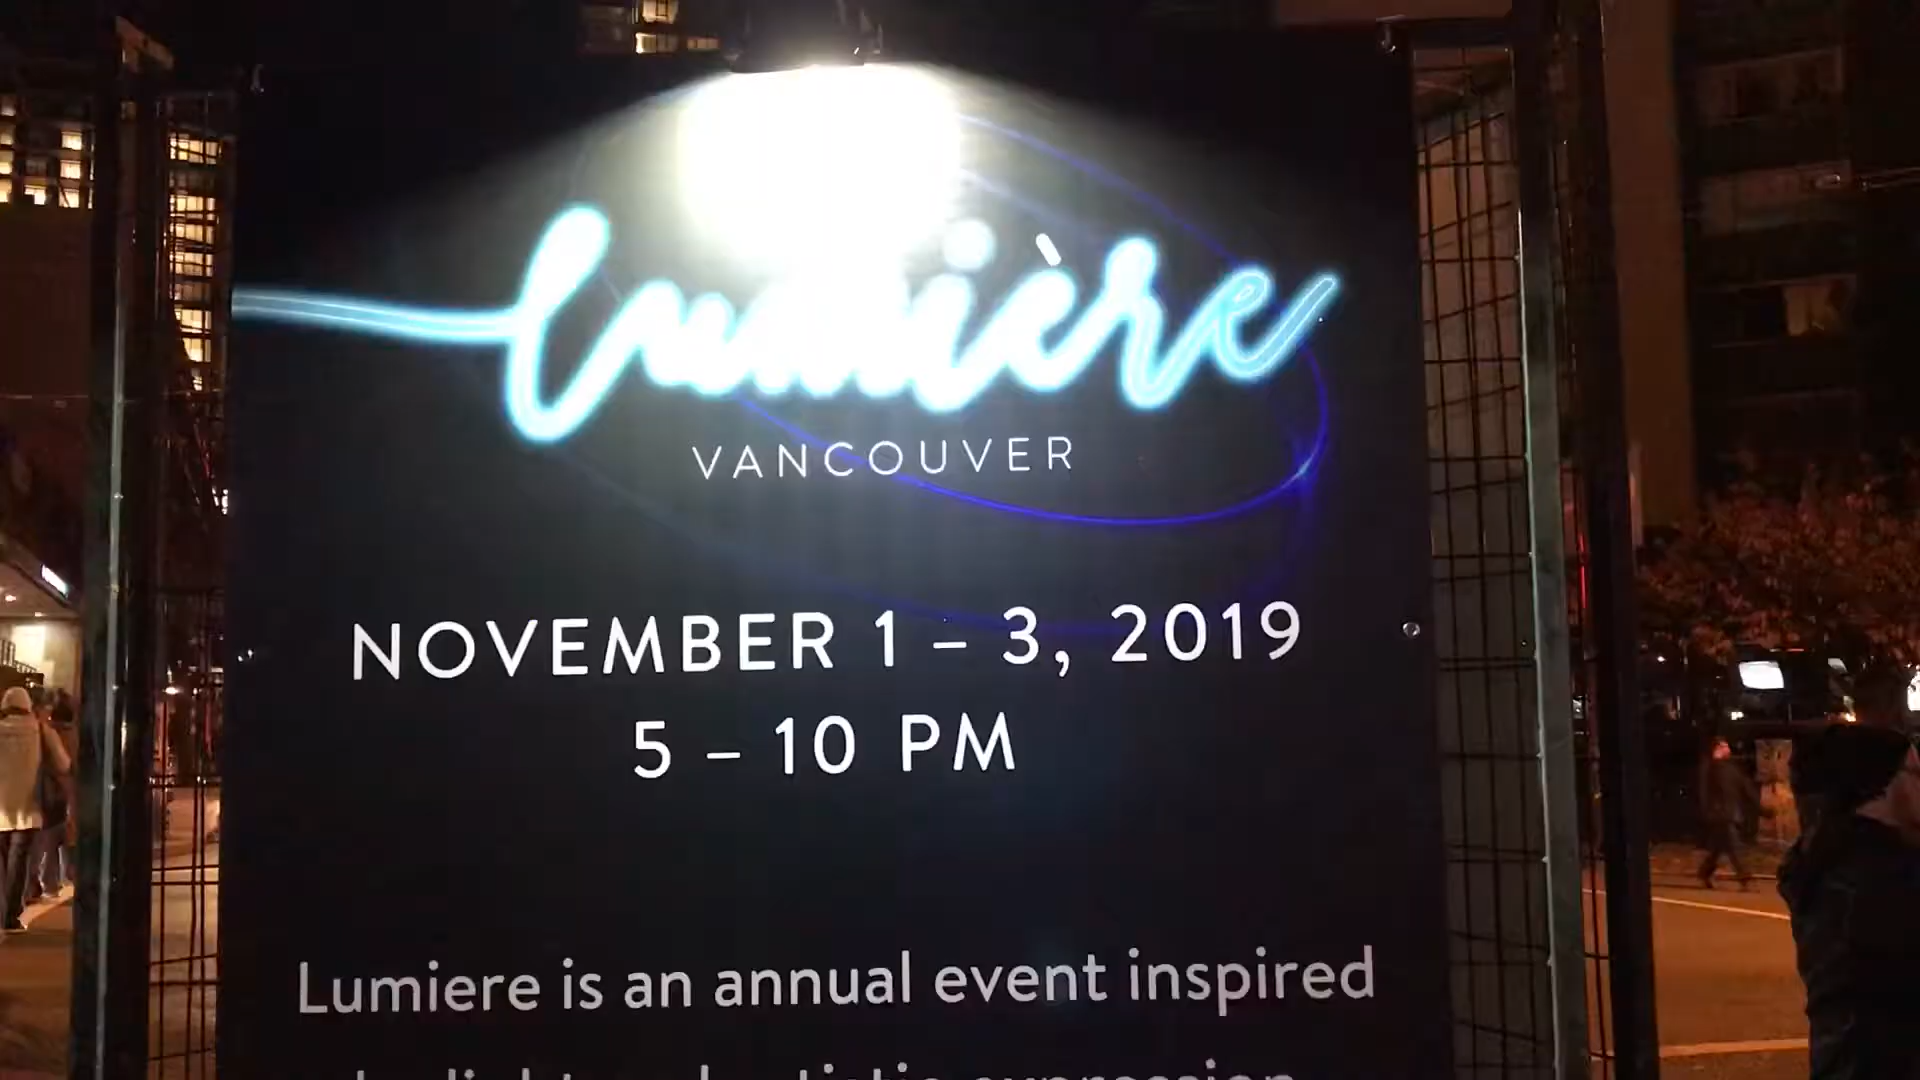 lumière
VANCOUVER
NOVEMBER 1 – 3, 2019
5 – 10 PM
Lumiere is an annual event inspired